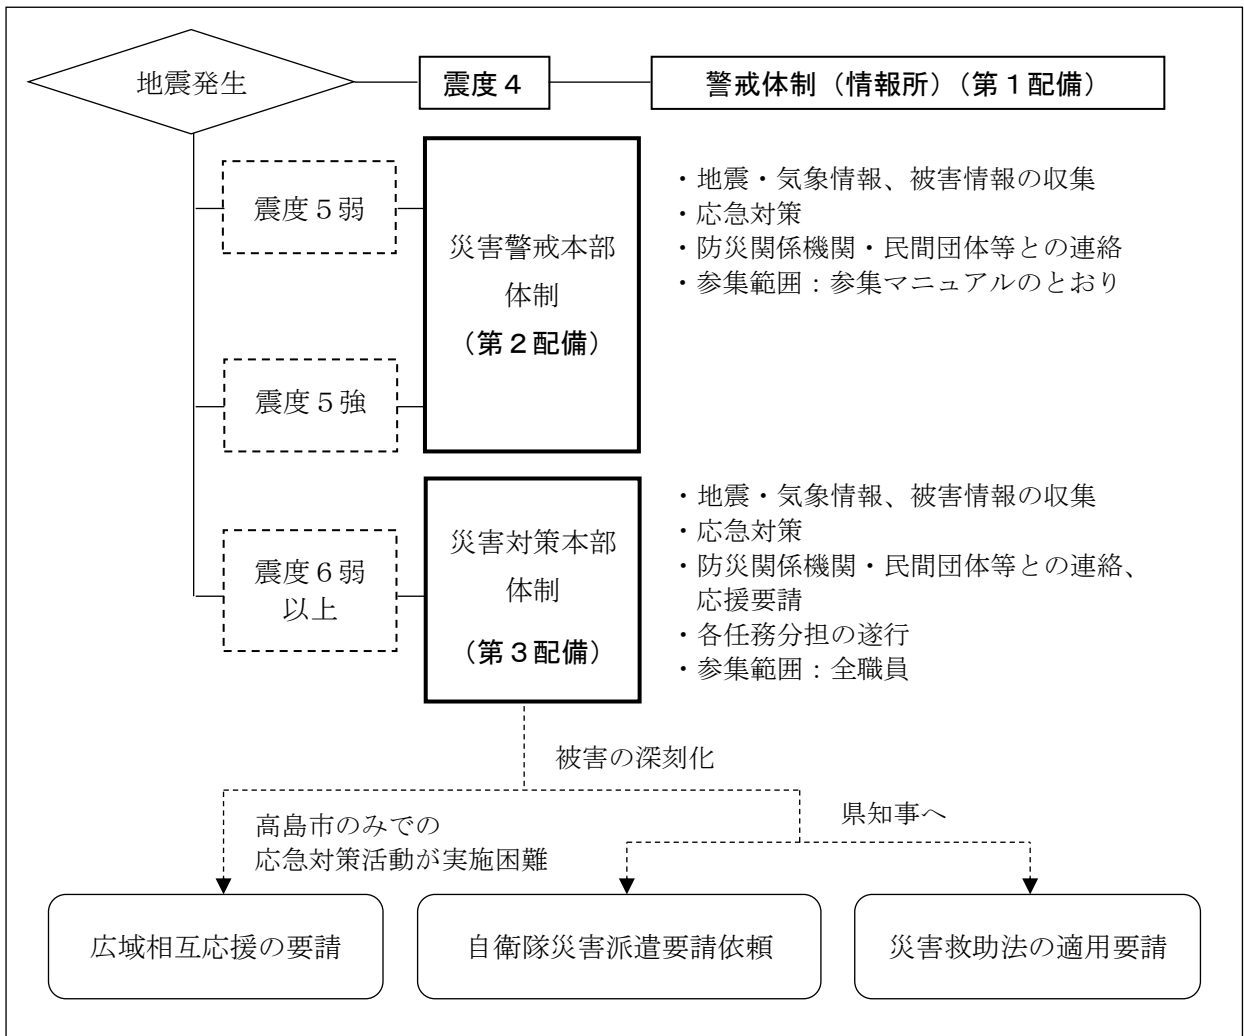 地震発生
震度4
警戒体制（情報所）（第1配備）
震度5弱
震度5強
災害警戒本部
体制
（第2配備）
・地震・気象情報、被害情報の収集
・応急対策
・防災関係機関・民間団体等との連絡
・参集範囲：参集マニュアルのとおり
震度6弱
以上
災害対策本部
体制
（第3配備）
・地震・気象情報、被害情報の収集
・応急対策
・防災関係機関・民間団体等との連絡、
応援要請
・各任務分担の遂行
・参集範囲：全職員
被害の深刻化
高島市のみでの
応急対策活動が実施困難
県知事へ
広域相互応援の要請
自衛隊災害派遣要請依頼
災害救助法の適用要請